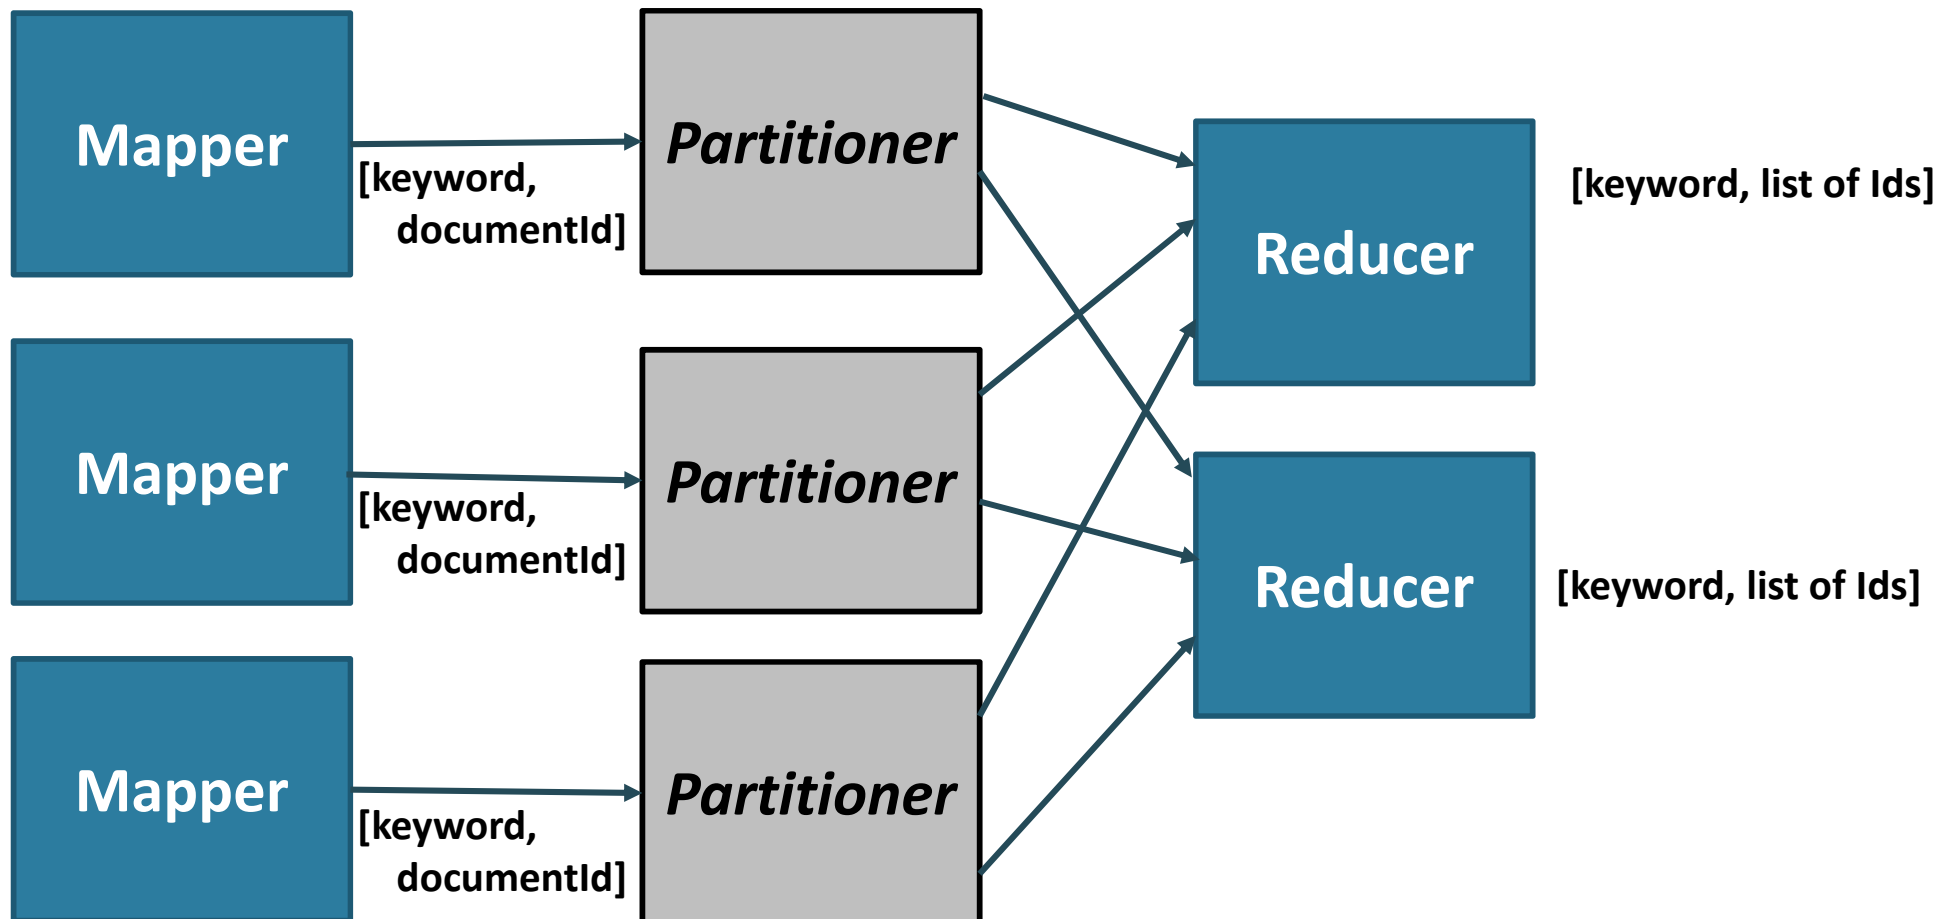 Mapper
[keyword,
documentId]
Partitioner
Reducer
[keyword, list of Ids]
Mapper
[keyword,
documentId]
Partitioner
Reducer
[keyword, list of Ids]
Mapper
[keyword,
documentId]
Partitioner